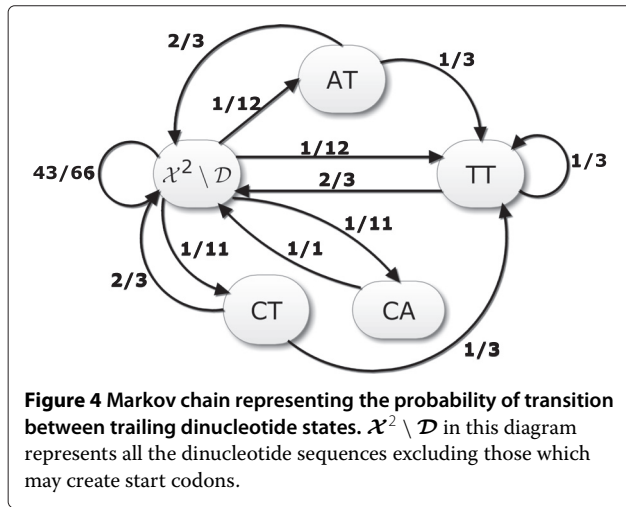 2/3
AT
1/3
1/12
1/12
43/66
𝒳² \ 𝒟
TT
1/3
2/3
1/11
1/11
1/1
2/3
CT
CA
1/3
Figure 4 Markov chain representing the probability of transition
between trailing dinucleotide states. 𝒳² \ 𝒟 in this diagram
represents all the dinucleotide sequences excluding those which
may create start codons.